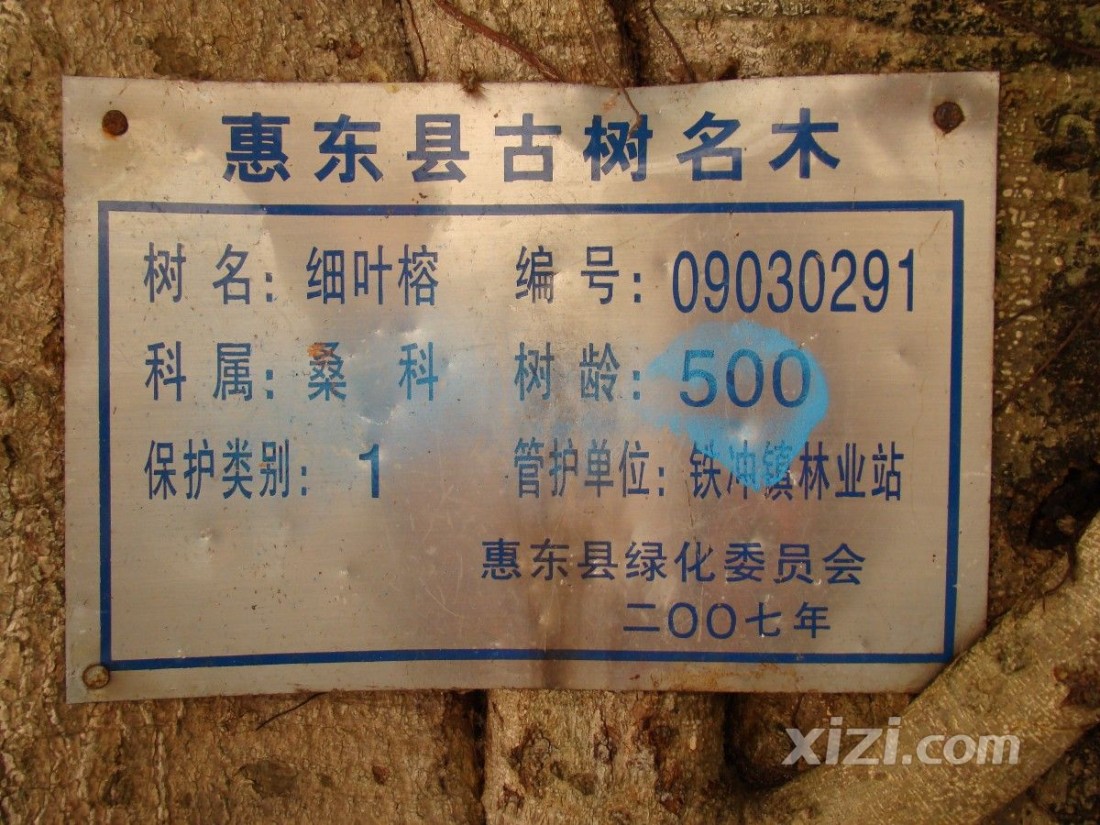 惠东县古树名木
树名：细叶榕 编号：09030291
科属：桑科 树龄：500
保护类别：1 管护单位：铁冲镇林业站
惠东县绿化委员会
二〇〇七年
xizi.com